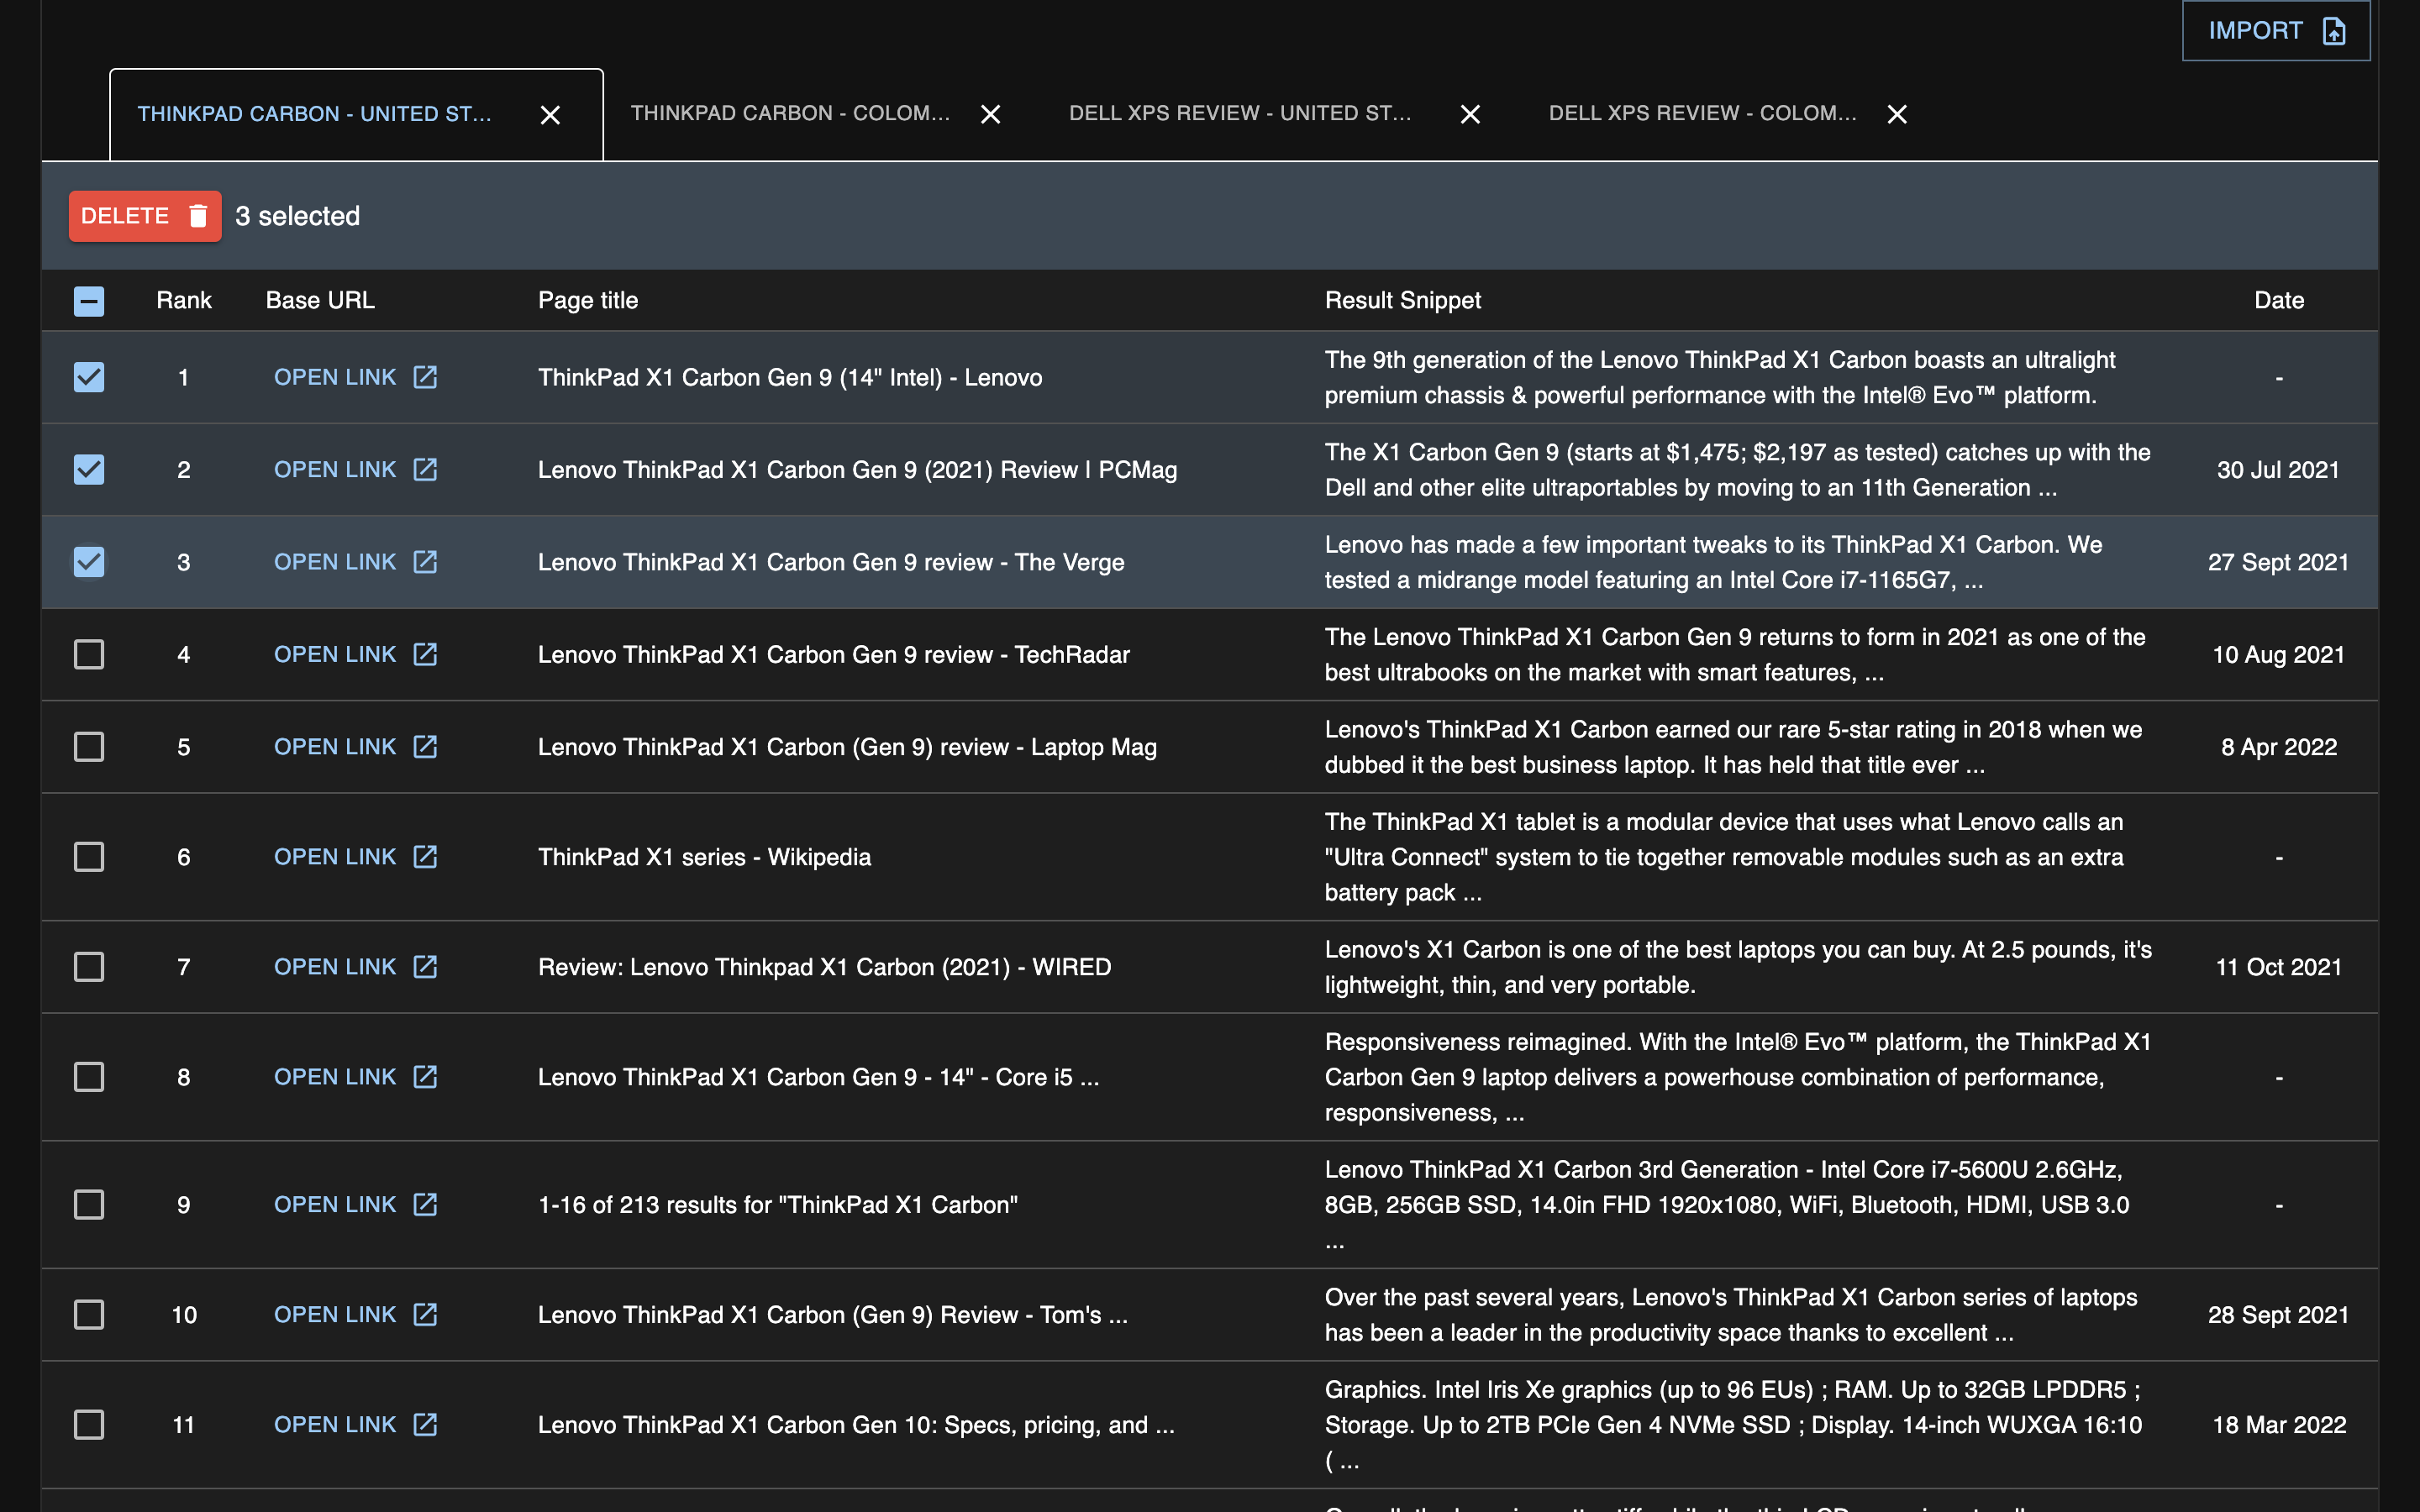 IMPORT
THINKPAD CARBON - UNITED ST...
THINKPAD CARBON - COLOM...
DELL XPS REVIEW - UNITED ST...
DELL XPS REVIEW - COLOM...
DELETE
3 selected
Rank
Base URL
Page title
Result Snippet
Date
1
OPEN LINK
ThinkPad X1 Carbon Gen 9 (14" Intel) - Lenovo
The 9th generation of the Lenovo ThinkPad X1 Carbon boasts an ultralight
premium chassis & powerful performance with the Intel® Evo™ platform.
-
2
OPEN LINK
Lenovo ThinkPad X1 Carbon Gen 9 (2021) Review | PCMag
The X1 Carbon Gen 9 (starts at $1,475; $2,197 as tested) catches up with the
Dell and other elite ultraportables by moving to an 11th Generation ...
30 Jul 2021
3
OPEN LINK
Lenovo ThinkPad X1 Carbon Gen 9 review - The Verge
Lenovo has made a few important tweaks to its ThinkPad X1 Carbon. We
tested a midrange model featuring an Intel Core i7-1165G7, ...
27 Sept 2021
4
OPEN LINK
Lenovo ThinkPad X1 Carbon Gen 9 review - TechRadar
The Lenovo ThinkPad X1 Carbon Gen 9 returns to form in 2021 as one of the
best ultrabooks on the market with smart features, ...
10 Aug 2021
5
OPEN LINK
Lenovo ThinkPad X1 Carbon (Gen 9) review - Laptop Mag
Lenovo's ThinkPad X1 Carbon earned our rare 5-star rating in 2018 when we
dubbed it the best business laptop. It has held that title ever ...
8 Apr 2022
6
OPEN LINK
ThinkPad X1 series - Wikipedia
The ThinkPad X1 tablet is a modular device that uses what Lenovo calls an
"Ultra Connect" system to tie together removable modules such as an extra
battery pack ...
-
7
OPEN LINK
Review: Lenovo Thinkpad X1 Carbon (2021) - WIRED
Lenovo's X1 Carbon is one of the best laptops you can buy. At 2.5 pounds, it's
lightweight, thin, and very portable.
11 Oct 2021
8
OPEN LINK
Lenovo ThinkPad X1 Carbon Gen 9 - 14" - Core i5 ...
Responsiveness reimagined. With the Intel® Evo™ platform, the ThinkPad X1
Carbon Gen 9 laptop delivers a powerhouse combination of performance,
responsiveness, ...
-
9
OPEN LINK
1-16 of 213 results for "ThinkPad X1 Carbon"
Lenovo ThinkPad X1 Carbon 3rd Generation - Intel Core i7-5600U 2.6GHz,
8GB, 256GB SSD, 14.0in FHD 1920x1080, WiFi, Bluetooth, HDMI, USB 3.0
...
-
10
OPEN LINK
Lenovo ThinkPad X1 Carbon (Gen 9) Review - Tom's ...
Over the past several years, Lenovo's ThinkPad X1 Carbon series of laptops
has been a leader in the productivity space thanks to excellent ...
28 Sept 2021
11
OPEN LINK
Lenovo ThinkPad X1 Carbon Gen 10: Specs, pricing, and ...
Graphics. Intel Iris Xe graphics (up to 96 EUs) ; RAM. Up to 32GB LPDDR5 ;
Storage. Up to 2TB PCIe Gen 4 NVMe SSD ; Display. 14-inch WUXGA 16:10
( ...
18 Mar 2022